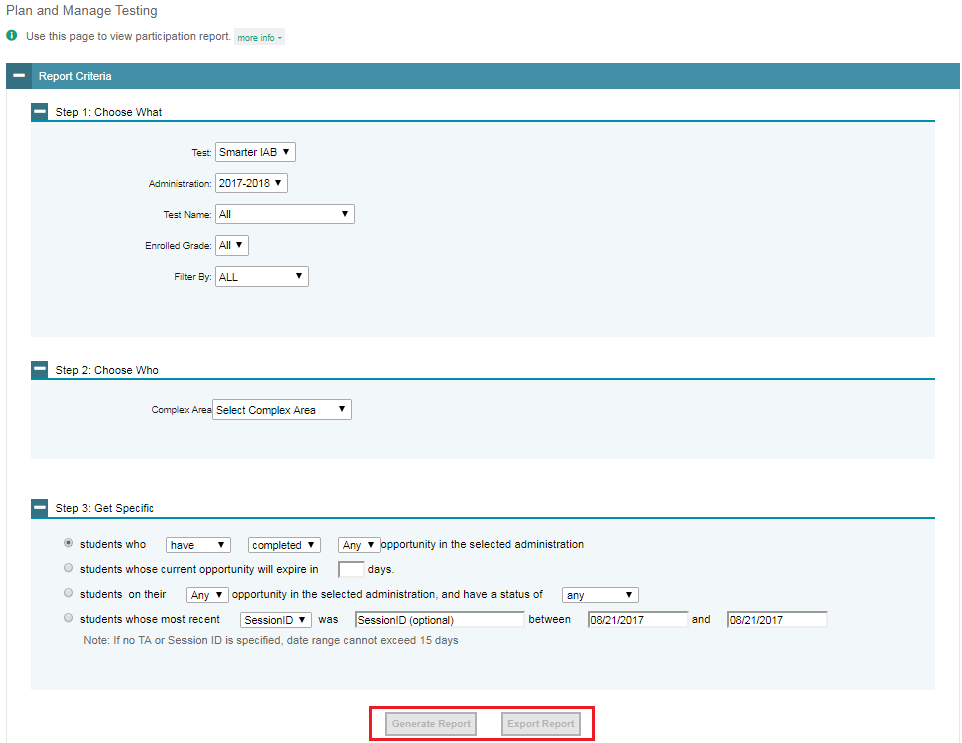 Plan and Manage Testing
Use this page to view participation report. more info
Report Criteria
Step 1: Choose What
Test: Smarter IAB
Administration: 2017-2018
Test Name: All
Enrolled Grade: All
Filter By: ALL
Step 2: Choose Who
Complex Area Select Complex Area
Step 3: Get Specific
students who have completed Any opportunity in the selected administration
students whose current opportunity will expire in days.
students on their Any opportunity in the selected administration, and have a status of any
students whose most recent SessionID was SessionID (optional) between 08/21/2017 and 08/21/2017
Note: If no TA or Session ID is specified, date range cannot exceed 15 days
Generate Report Export Report